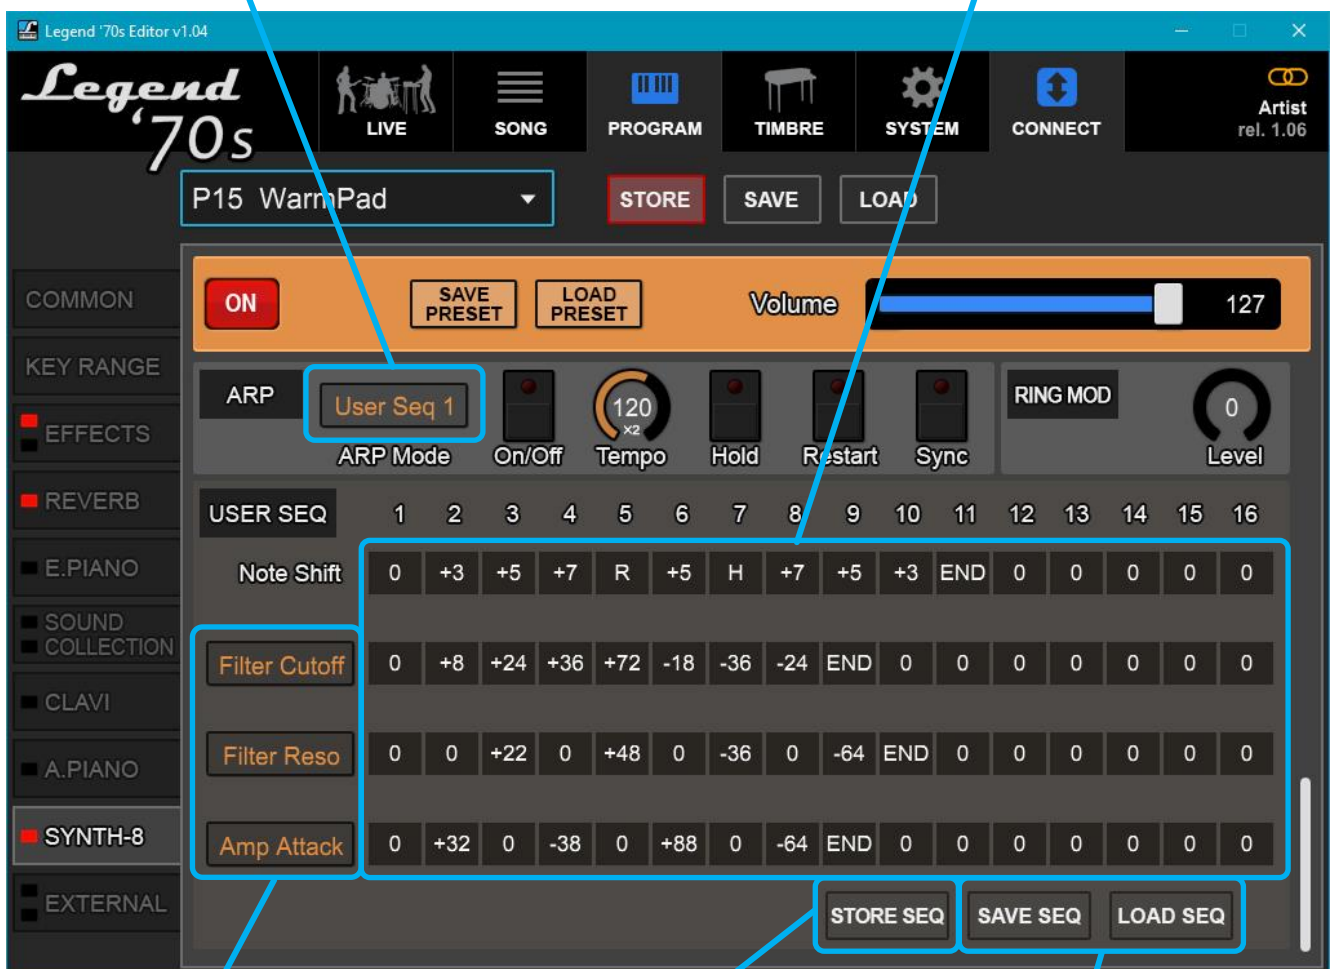 Legend '70s Editor v1.04
Legend '70s
LIVE
SONG
PROGRAM
TIMBRE
SYSTEM
CONNECT
Artist
rel. 1.06
P15 WarmPad
STORE
SAVE
LOAD
COMMON
KEY RANGE
EFFECTS
REVERB
E.PIANO
SOUND
COLLECTION
CLAVI
A.PIANO
SYNTH-8
EXTERNAL
ON
SAVE
PRESET
LOAD
PRESET
Volume
127
ARP
User Seq 1
ARP Mode
On/Off
120
×2
Tempo
Hold
Restart
Sync
RING MOD
0
Level
USER SEQ 1 2 3 4 5 6 7 8 9 10 11 12 13 14 15 16
Note Shift 0 +3 +5 +7 R +5 H +7 +5 +3 END 0 0 0 0 0
Filter Cutoff 0 +8 +24 +36 +72 -18 -36 -24 END 0 0 0 0 0 0 0
Filter Reso 0 0 +22 0 +48 0 -36 0 -64 END 0 0 0 0 0 0
Amp Attack 0 +32 0 -38 0 +88 0 -64 END 0 0 0 0 0 0 0
STORE SEQ
SAVE SEQ
LOAD SEQ